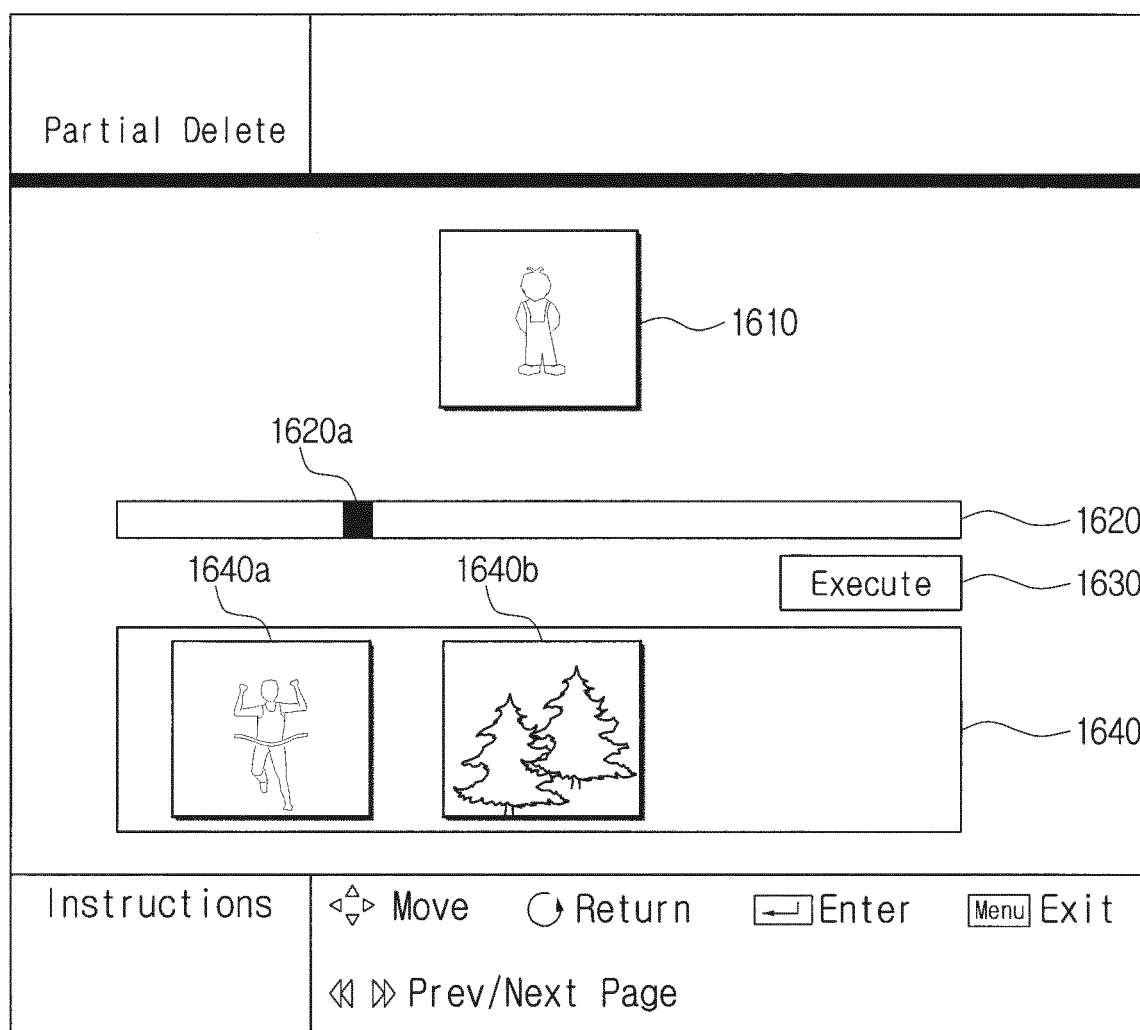 Partial Delete
1610
1620a
1620
1640a 1640b
Execute 1630
1640
Instructions Move Return Enter Menu Exit
Prev/Next Page